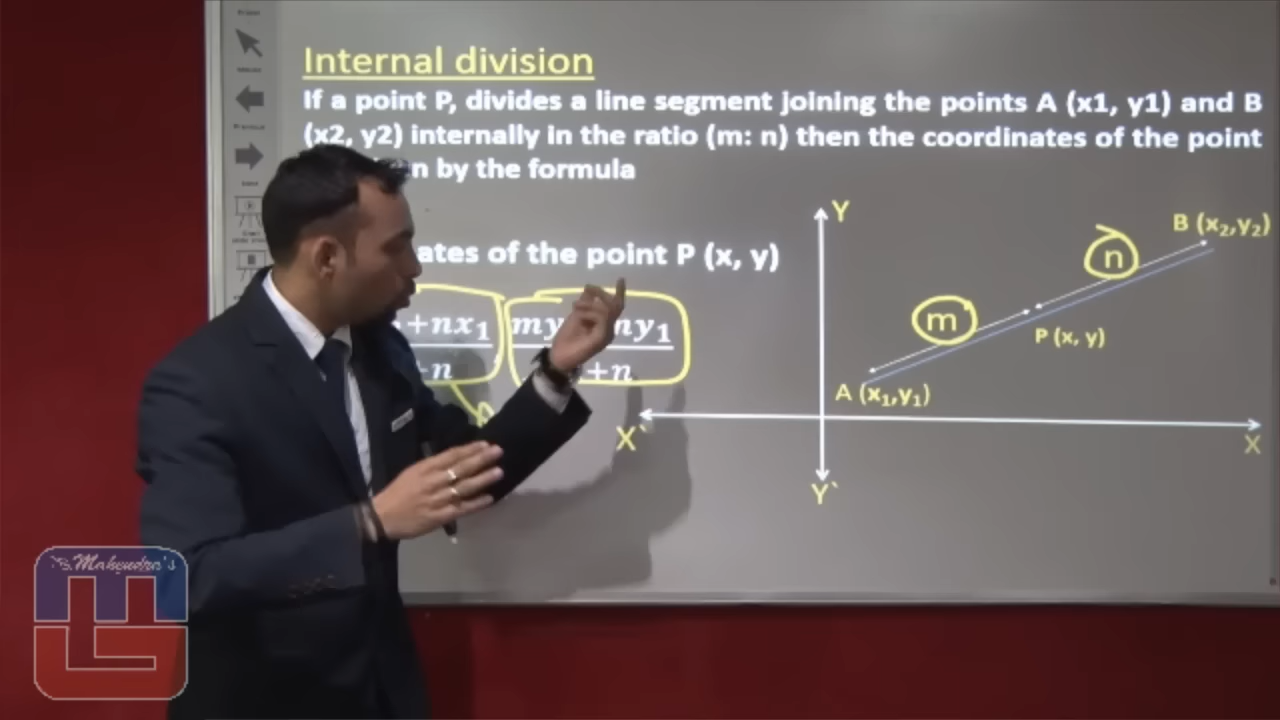 Internal division
If a point P, divides a line segment joining the points A (x1, y1) and B
(x2, y2) internally in the ratio (m: n) then the coordinates of the point
by the formula
of the point P (x, y)
+nx₁ my ny₁
+n +n
Y
B (x₂,y₂)
n
m
P (x, y)
A (x₁,y₁)
X`
X
Y`
Mahendra's